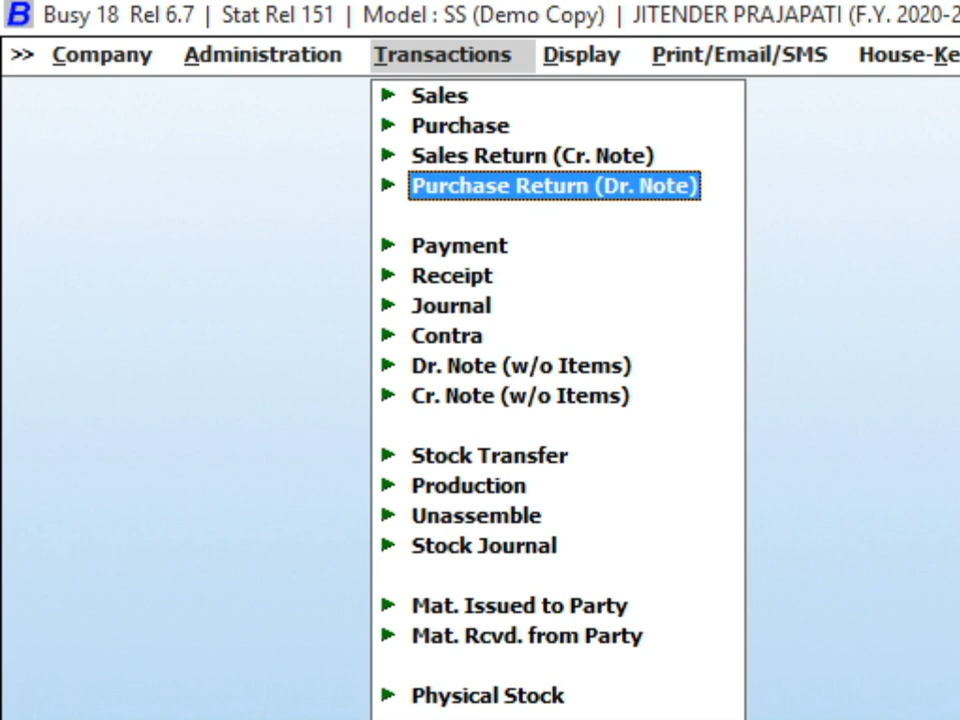 B Busy 18 Rel 6.7 | Stat Rel 151 | Model : SS (Demo Copy) | JITENDER PRAJAPATI (F.Y. 2020-2
>> Company Administration Transactions Display Print/Email/SMS House-Ke
Sales
Purchase
Sales Return (Cr. Note)
Purchase Return (Dr. Note)
Payment
Receipt
Journal
Contra
Dr. Note (w/o Items)
Cr. Note (w/o Items)
Stock Transfer
Production
Unassemble
Stock Journal
Mat. Issued to Party
Mat. Rcvd. from Party
Physical Stock